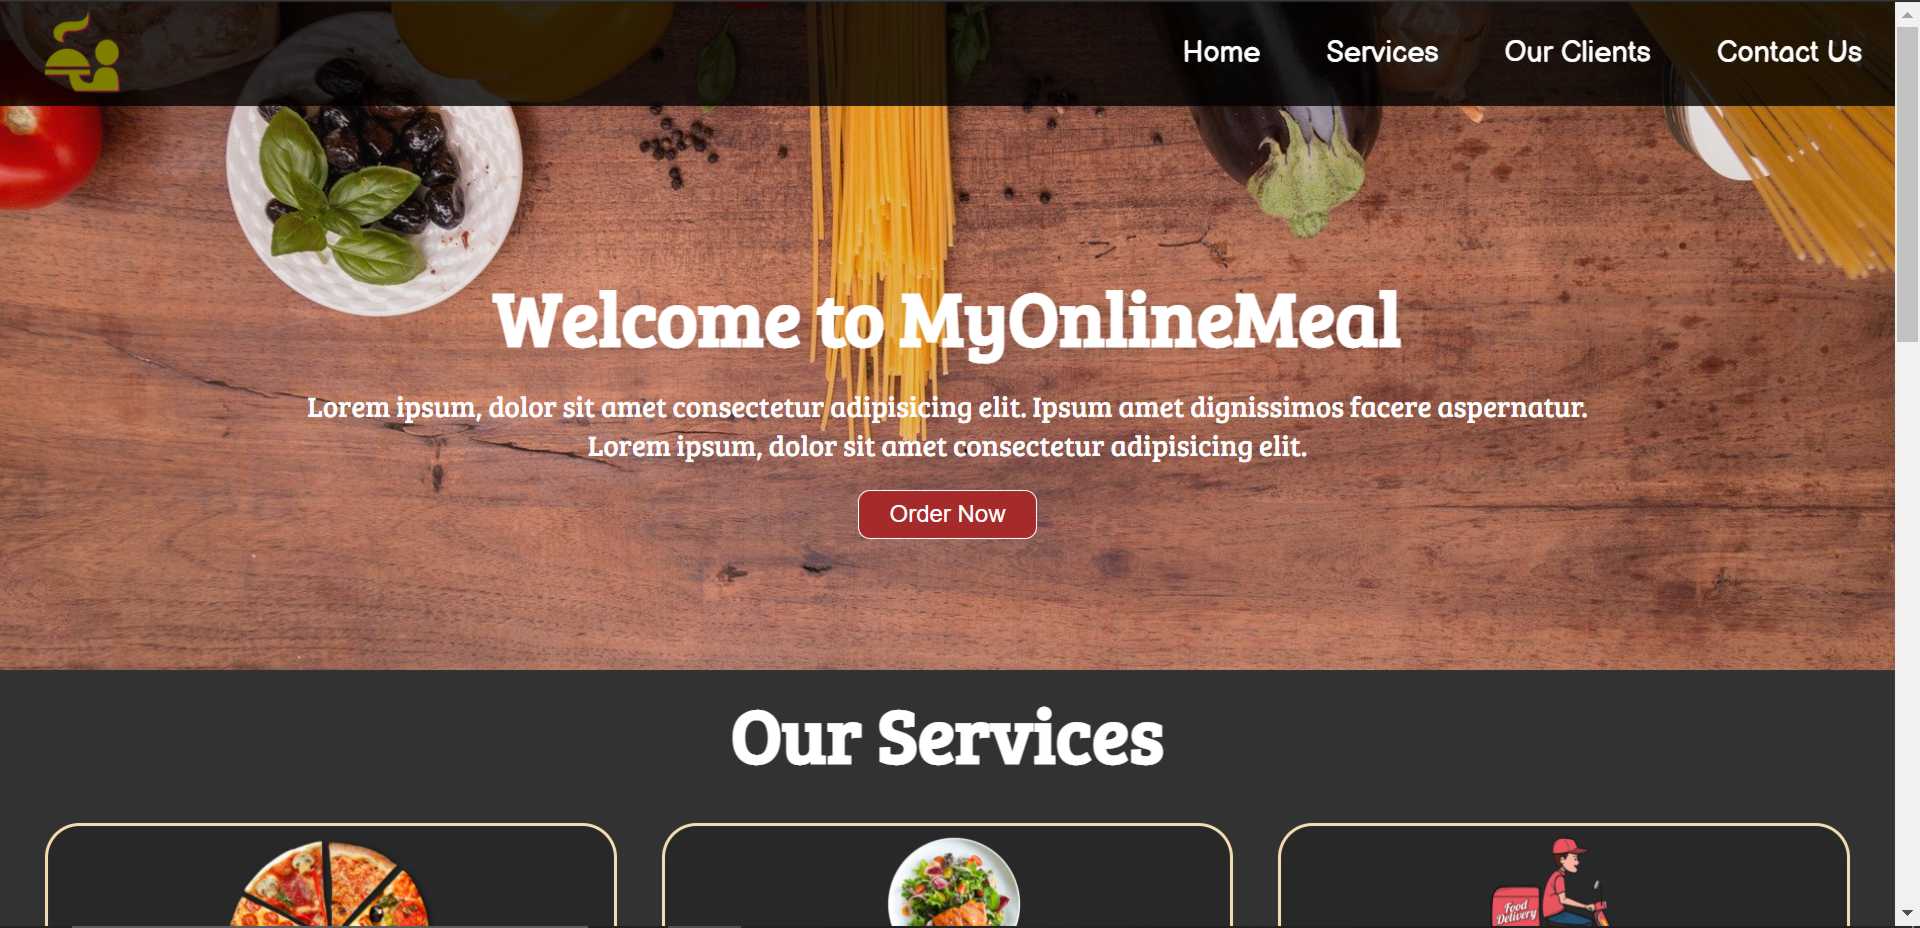 Home Services Our Clients Contact Us
Welcome to MyOnlineMeal
Lorem ipsum, dolor sit amet consectetur adipisicing elit. Ipsum amet dignissimos facere aspernatur.
Lorem ipsum, dolor sit amet consectetur adipisicing elit.
Order Now
Our Services
Food
Delivery